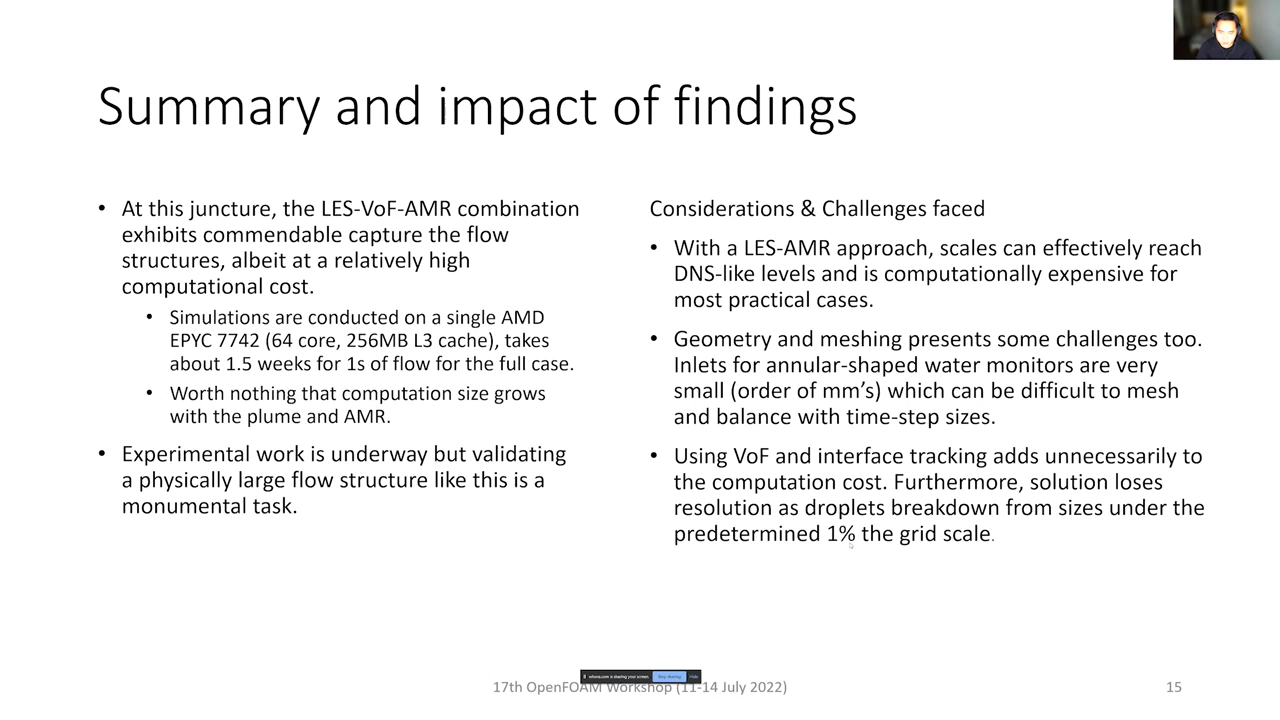 Summary and impact of findings
• At this juncture, the LES-VoF-AMR combination
exhibits commendable capture the flow
structures, albeit at a relatively high
computational cost.
• Simulations are conducted on a single AMD
EPYC 7742 (64 core, 256MB L3 cache), takes
about 1.5 weeks for 1s of flow for the full case.
• Worth nothing that computation size grows
with the plume and AMR.
• Experimental work is underway but validating
a physically large flow structure like this is a
monumental task.
Considerations & Challenges faced
• With a LES-AMR approach, scales can effectively reach
DNS-like levels and is computationally expensive for
most practical cases.
• Geometry and meshing presents some challenges too.
Inlets for annular-shaped water monitors are very
small (order of mm's) which can be difficult to mesh
and balance with time-step sizes.
• Using VoF and interface tracking adds unnecessarily to
the computation cost. Furthermore, solution loses
resolution as droplets breakdown from sizes under the
predetermined 1% the grid scale.
is sharing your screen. Stop sharing Hide
17th OpenFOAM Workshop (11-14 July 2022)
15